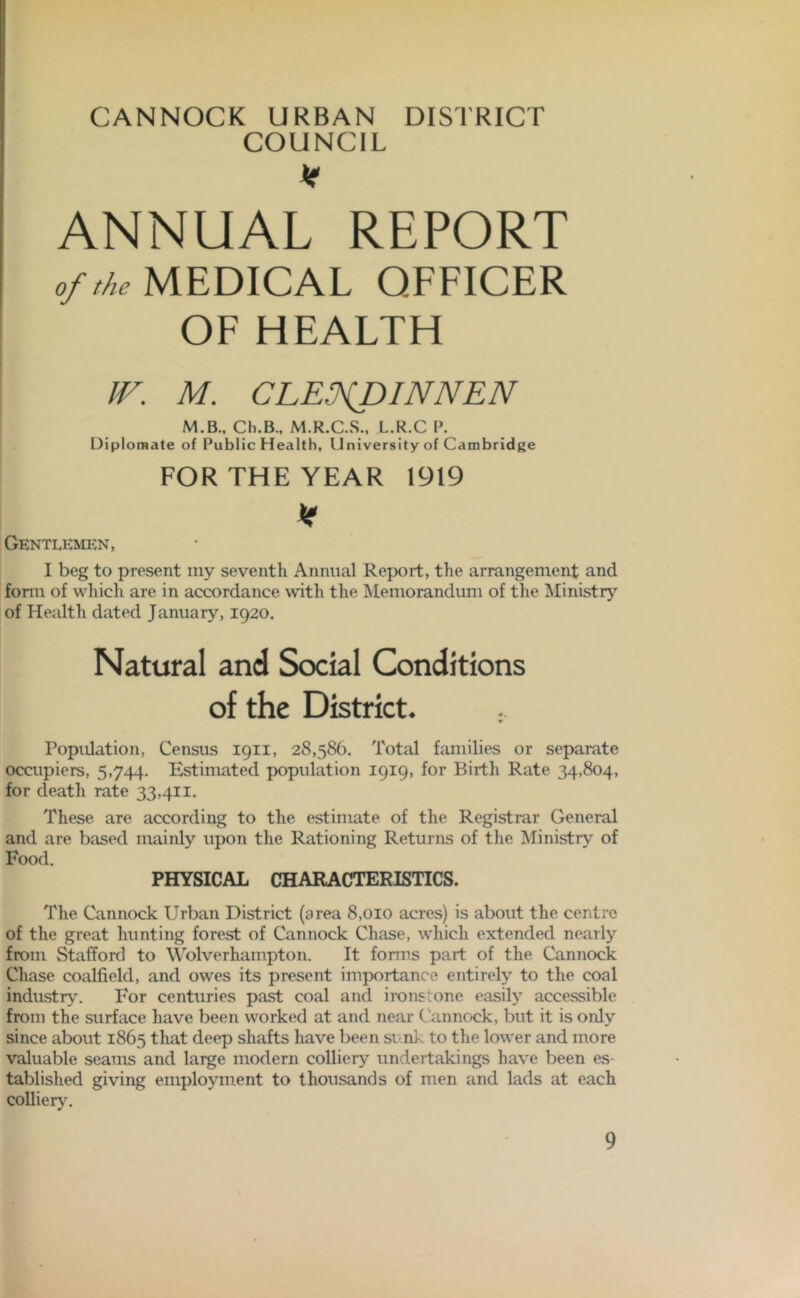 CANNOCK URBAN DISTRICT
COUNCIL
ANNUAL REPORT
of the MEDICAL OFFICER
OF HEALTH
W. M. CLENDINNEN
M.B., Ch.B., M.R.C.S., L.R.C P.
Diplomate of Public Health, University of Cambridge
FOR THE YEAR 1919
GENTLEMEN,
I beg to present my seventh Annual Report, the arrangement and
form of which are in accordance with the Memorandum of the Ministry
of Health dated January, 1920.
Natural and Social Conditions
of the District.
Population, Census 1911, 28,586. Total families or separate
occupiers, 5,744. Estimated population 1919, for Birth Rate 34,804,
for death rate 33,411.
These are according to the estimate of the Registrar General
and are based mainly upon the Rationing Returns of the Ministry of
Food.
PHYSICAL CHARACTERISTICS.
The Cannock Urban District (area 8,010 acres) is about the centre
of the great hunting forest of Cannock Chase, which extended nearly
from Stafford to Wolverhampton. It forms part of the Cannock
Chase coalfield, and owes its present importance entirely to the coal
industry. For centuries past coal and ironstone easily accessible
from the surface have been worked at and near Cannock, but it is only
since about 1865 that deep shafts have been sunk to the lower and more
valuable seams and large modern colliery undertakings have been es-
tablished giving employment to thousands of men and lads at each
colliery.
9